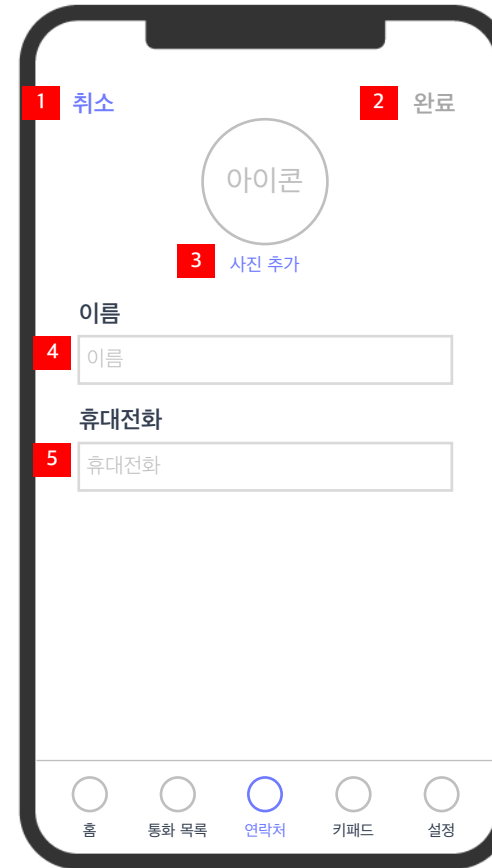 1 취소 2 완료
아이콘
3 사진 추가
이름
4 이름
휴대전화
5 휴대전화
홈 통화 목록 연락처 키패드 설정